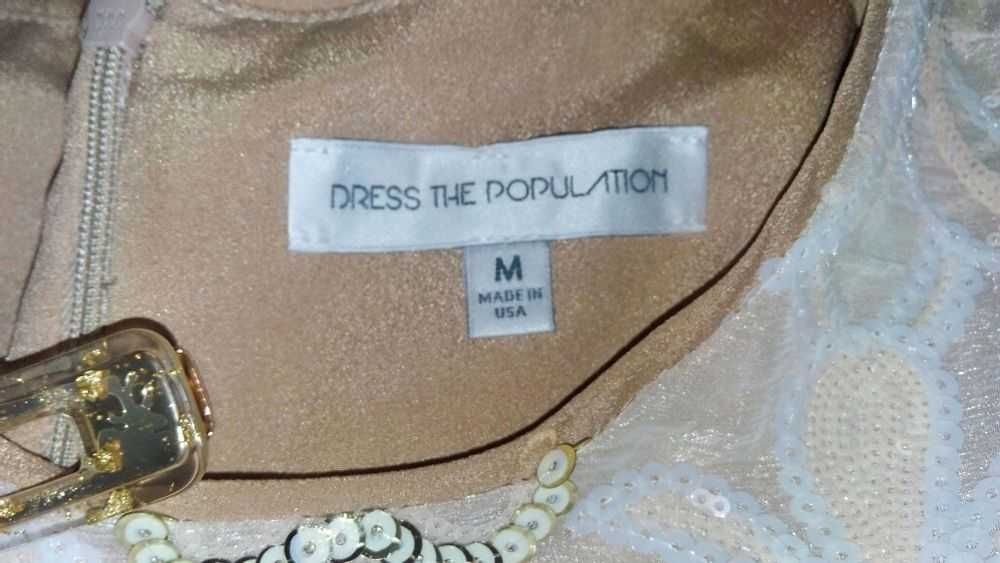 DRESS THE POPULATION
M
MADE IN
USA